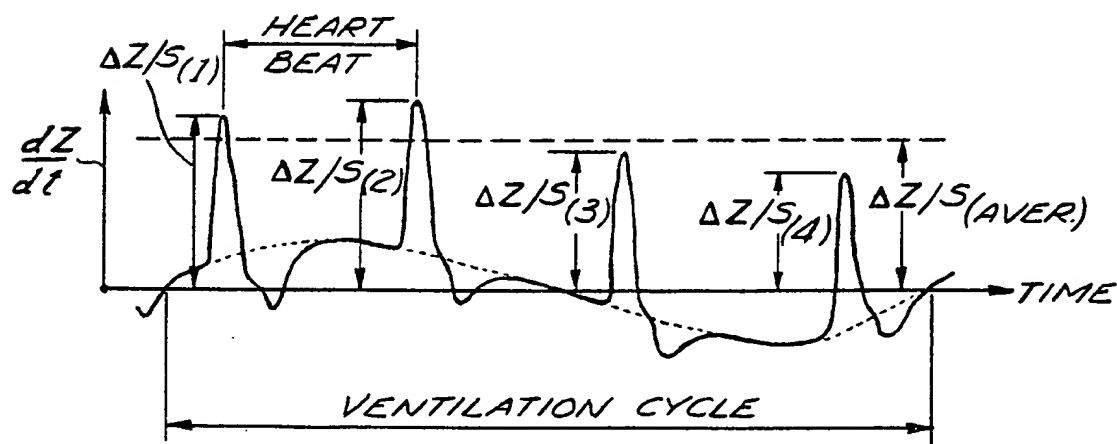 HEART
BEAT
ΔZ/S(1)
dZ
dt
ΔZ/S(2)
ΔZ/S(3)
ΔZ/S(4)
ΔZ/S(AVER.)
TIME
VENTILATION CYCLE